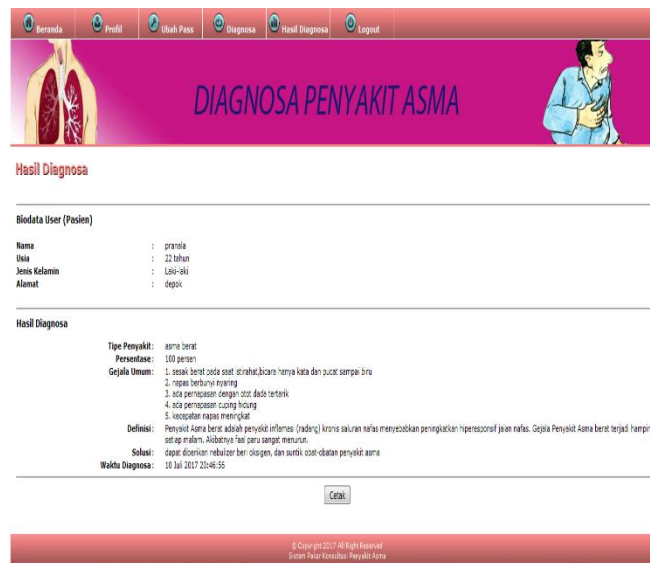 Beranda Profil Ubah Pass Diagnosa Hasil Diagnosa Logout
DIAGNOSA PENYAKIT ASMA
Hasil Diagnosa
Biodata User (Pasien)
Nama : pranala
Usia : 22 tahun
Jenis Kelamin : Laki-laki
Alamat : depok
Hasil Diagnosa
Tipe Penyakit : asma berat
Persentase : 100 persen
Gejala Umum : 1. sesak berat pada saat istirahat,bicara hanya kata dan pucat sampai biru
2. napas berbunyi nyaring
3. ada pernapasan dengan otot dada tertarik
4. ada pernapasan cuping hidung
5. kecepatan napas meningkat
Definisi : Penyakit Asma berat adalah penyakit inflamasi (radang) kronis saluran nafas menyebabkan peningkatkan hiperesponsif jalan nafas. Gejala Penyakit Asma berat terjadi hampir
setiap malam. Akibatnya faal paru sangat menurun.
Solusi : dapat diberikan nebulizer beri oksigen, dan suntik obat-obatan penyakit asma
Waktu Diagnosa : 10 Juli 2017 20:46:56
Cetak
© Copyright 2017 All Right Reserved
Sistem Pakar Konsultasi Penyakit Asma